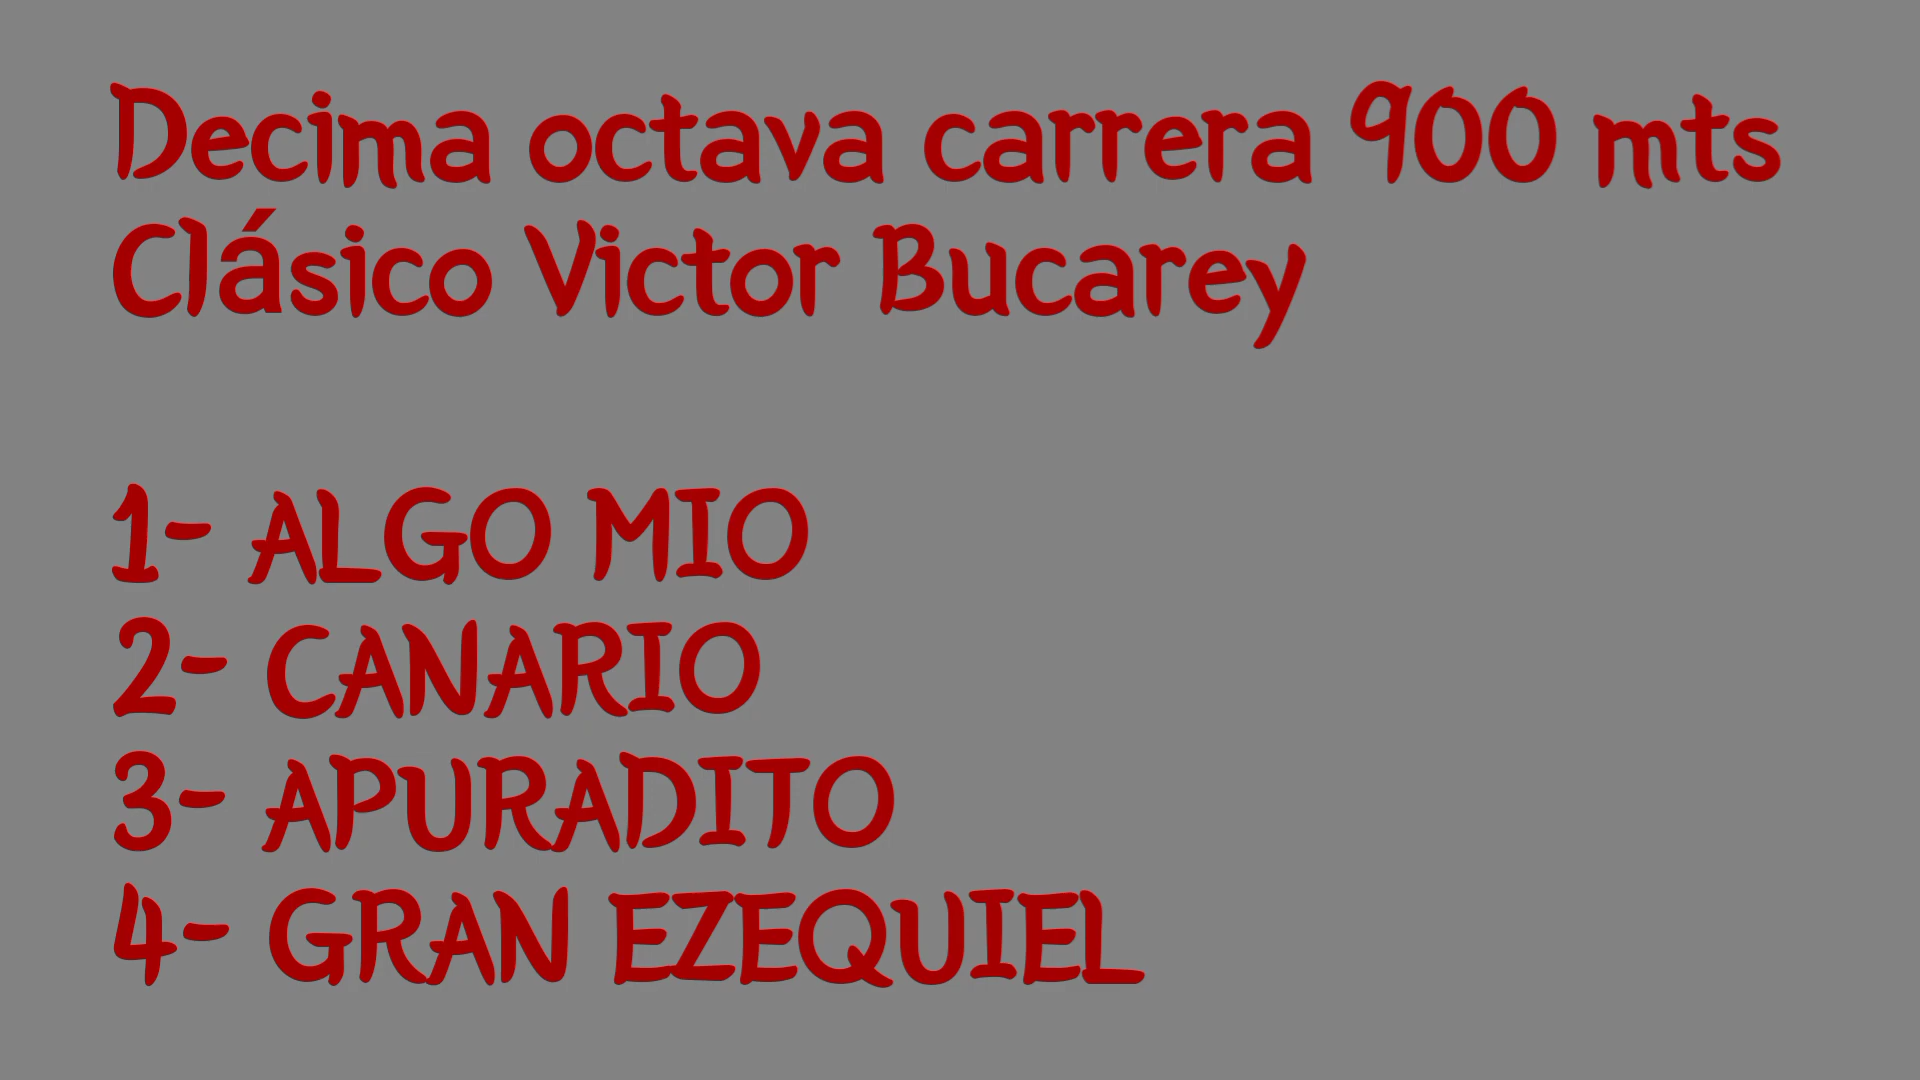 Decima octava carrera 900 mts
Clásico Victor Bucarey
1- ALGO MIO
2- CANARIO
3- APURADITO
4- GRAN EZEQUIEL